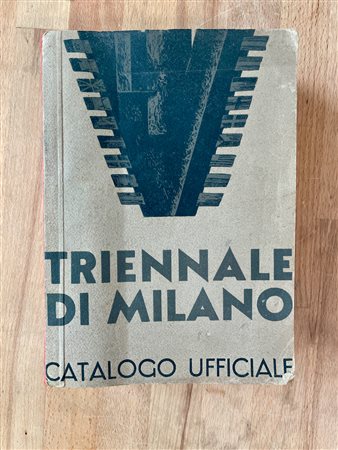 TRIENNALE
DI MILANO
CATALOGO UFFICIALE